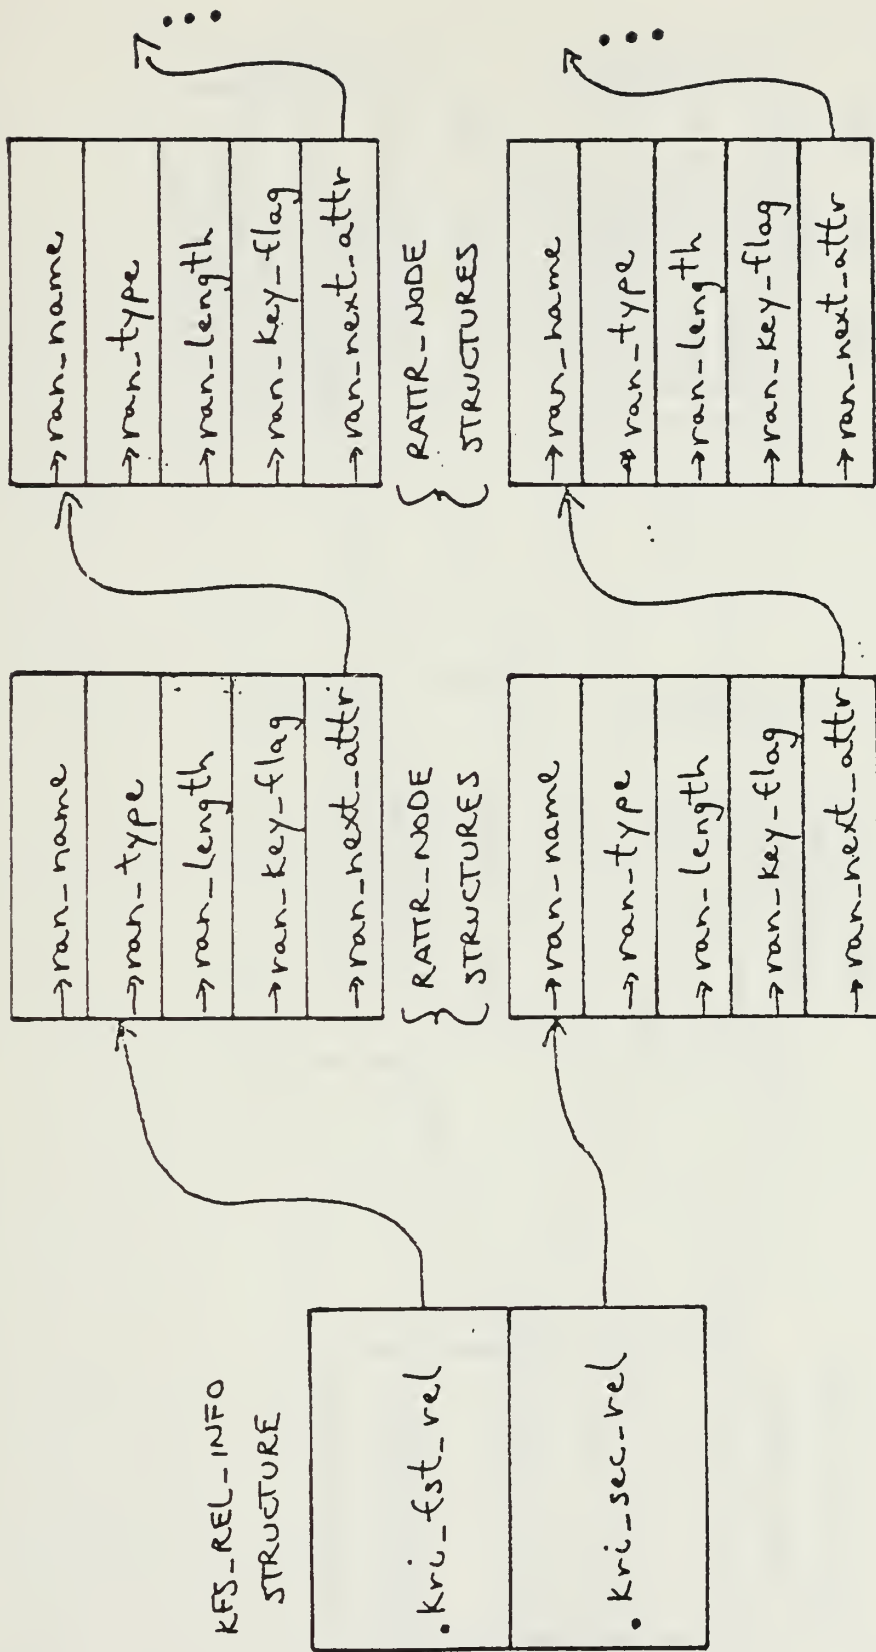 KFS_REL_INFO
STRUCTURE
.kri_fst_rel
.kri_sec_rel
→ran_name
→ran_type
→ran_length
→ran_key_flag
→ran_next_attr
{RATTR_NODE
STRUCTURES}
→ran_name
→ran_type
→ran_length
→ran_key_flag
→ran_next_attr
→ran_name
→ran_type
→ran_length
→ran_key_flag
→ran_next_attr
...
{RATTR_NODE
STRUCTURES}
→ran_name
→ran_type
→ran_length
→ran_key_flag
→ran_next_attr
...